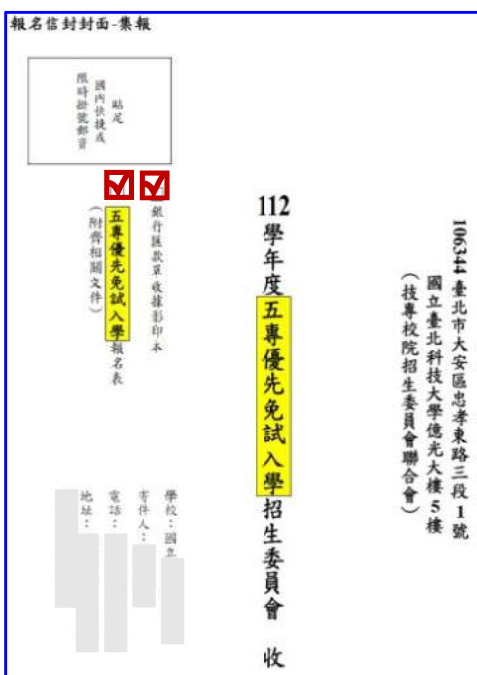 報名信封封面-集報
106344 臺北市大安區忠孝東路三段 1 號
國立臺北科技大學億光大樓 5 樓
（技專校院招生委員會聯合會）
112 學年度五專優先免試入學招生委員會 收
貼足
國內快捷或
限時掛號郵資
銀行匯款單收據影印本
五專優先免試入學報名表
（附齊相關文件）
學校：國立
寄件人：
電話：
地址：